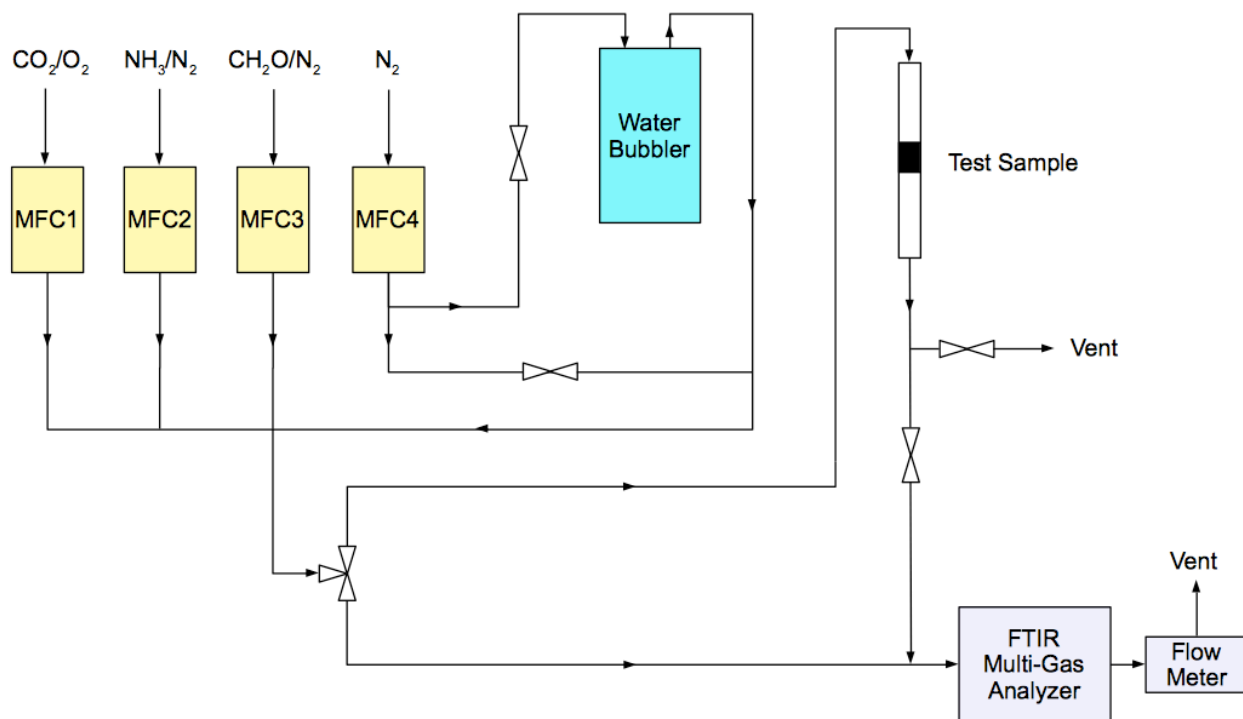 CO₂/O₂
NH₃/N₂
CH₂O/N₂
N₂
MFC1
MFC2
MFC3
MFC4
Water
Bubbler
Test Sample
Vent
Vent
FTIR
Multi-Gas
Analyzer
Flow
Meter